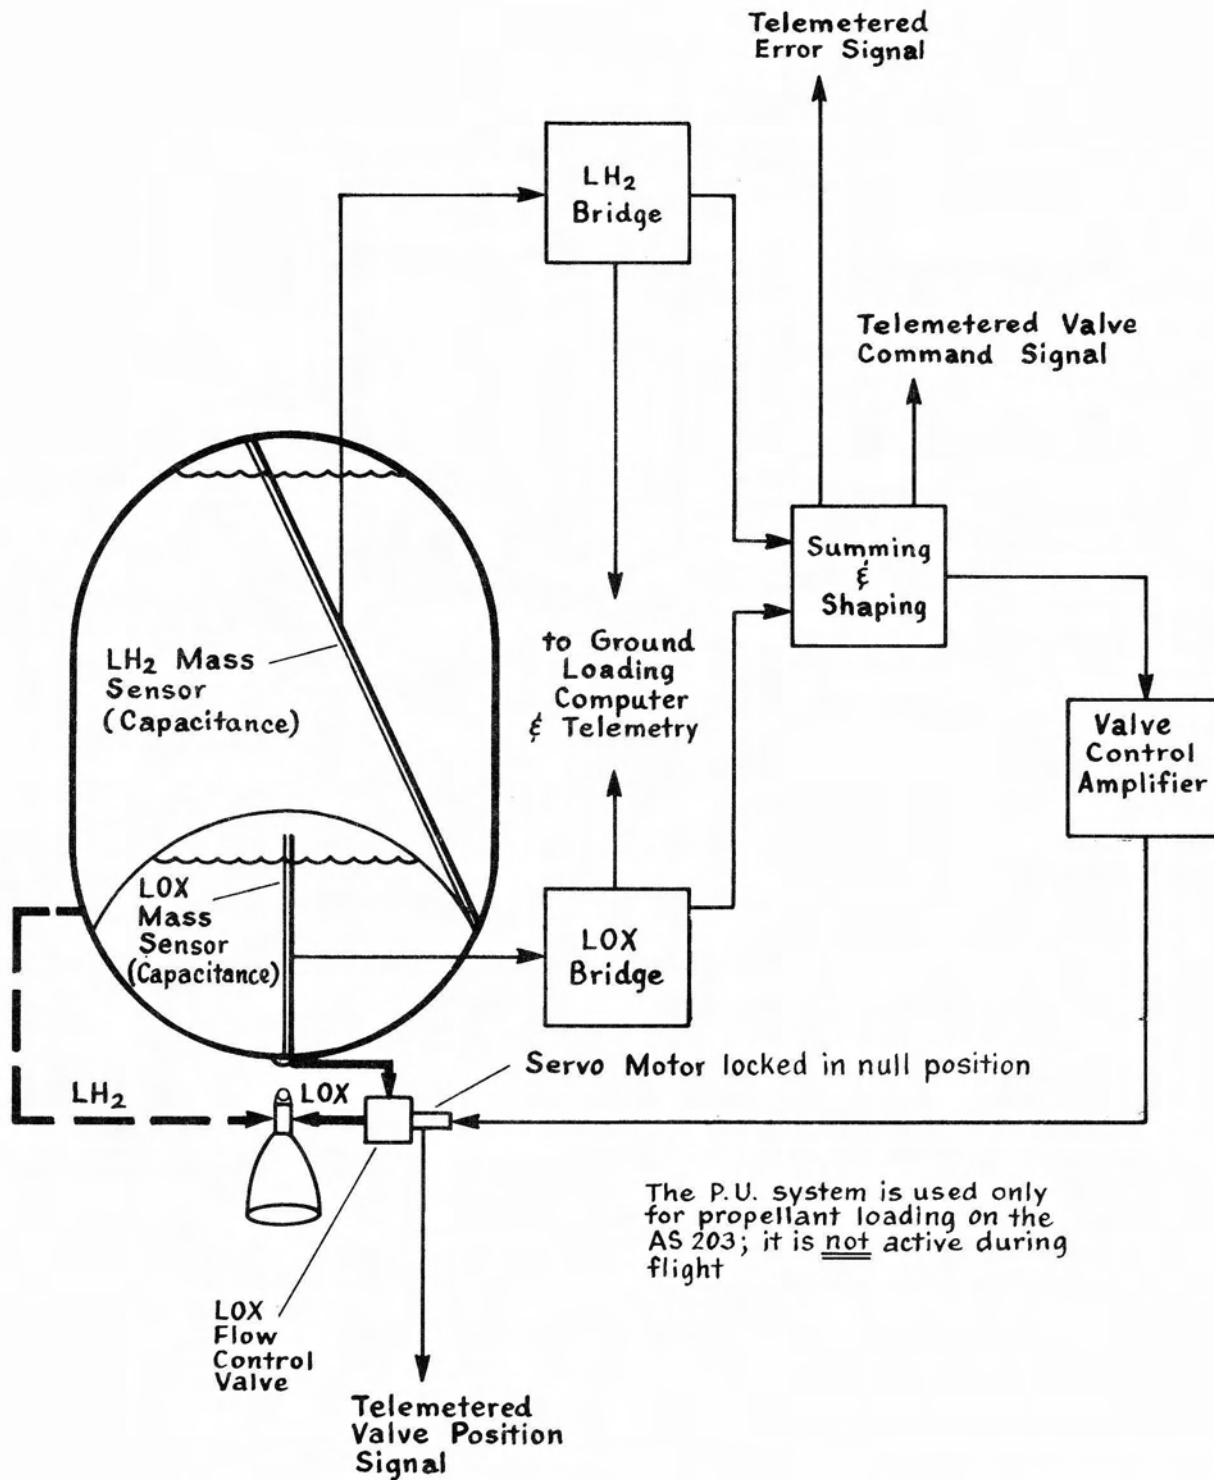 Telemetered
Error Signal
LH₂
Bridge
Telemetered Valve
Command Signal
Summing
&
Shaping
to Ground
Loading
Computer
& Telemetry
LH₂ Mass
Sensor
(Capacitance)
Valve
Control
Amplifier
LOX
Mass
Sensor
(Capacitance)
LOX
Bridge
Servo Motor locked in null position
LH₂
LOX
The P.U. system is used only
for propellant loading on the
AS 203; it is not active during
flight
LOX
Flow
Control
Valve
Telemetered
Valve Position
Signal